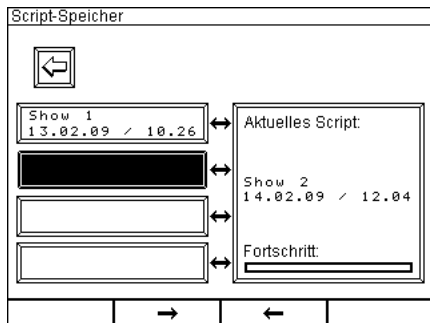 Script-Speicher
Show 1
13.02.09 / 10.26
Aktuelles Script:
Show 2
14.02.09 / 12.04
Fortschritt: